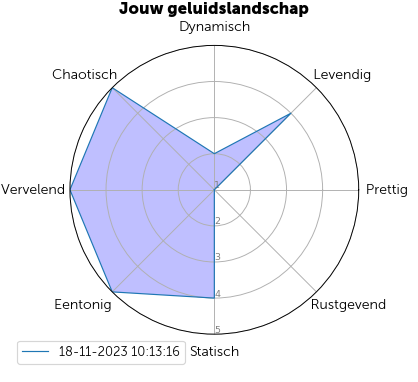 Jouw geluidslandschap
Dynamisch
Chaotisch
Levendig
Vervelend
1
Prettig
2
3
4
Eentonig
Rustgevend
5
18-11-2023 10:13:16
Statisch